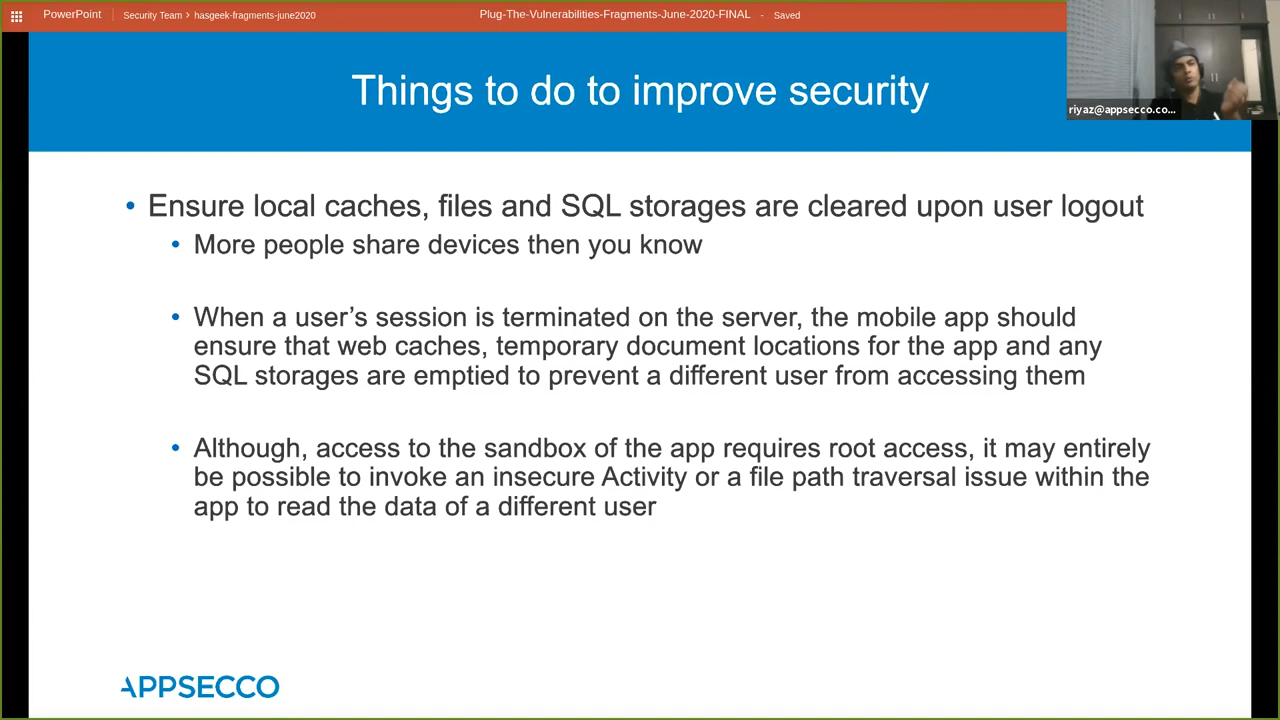 PowerPoint
Security Team > hasgeek-fragments-june2020
Plug-The-Vulnerabilities-Fragments-June-2020-FINAL - Saved
riyaz@appsecco.co...
Things to do to improve security
• Ensure local caches, files and SQL storages are cleared upon user logout
• More people share devices then you know
• When a user’s session is terminated on the server, the mobile app should
ensure that web caches, temporary document locations for the app and any
SQL storages are emptied to prevent a different user from accessing them
• Although, access to the sandbox of the app requires root access, it may entirely
be possible to invoke an insecure Activity or a file path traversal issue within the
app to read the data of a different user
APPSECCO